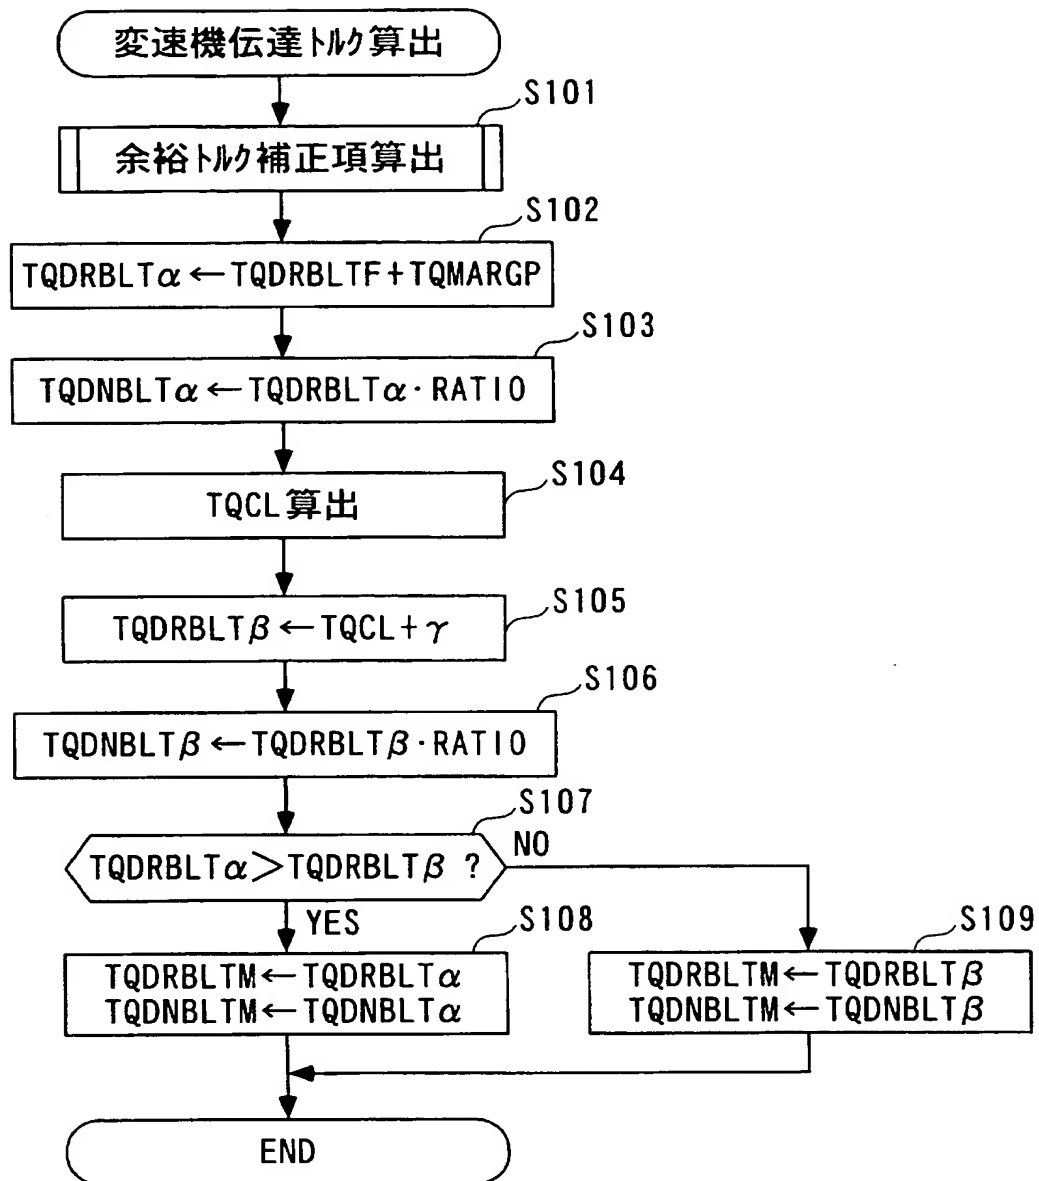 変速機伝達トルク算出
S101
余裕トルク補正項算出
S102
TQDRBLTα←TQDRBLTF+TQMARGP
S103
TQDNBLTα←TQDRBLTα·RATIO
S104
TQCL算出
S105
TQDRBLTβ←TQCL+γ
S106
TQDNBLTβ←TQDRBLTβ·RATIO
S107
TQDRBLTα>TQDRBLTβ ?
NO
YES
S108
TQDRBLTM←TQDRBLTα
TQDNBLTM←TQDNBLTα
S109
TQDRBLTM←TQDRBLTβ
TQDNBLTM←TQDNBLTβ
END